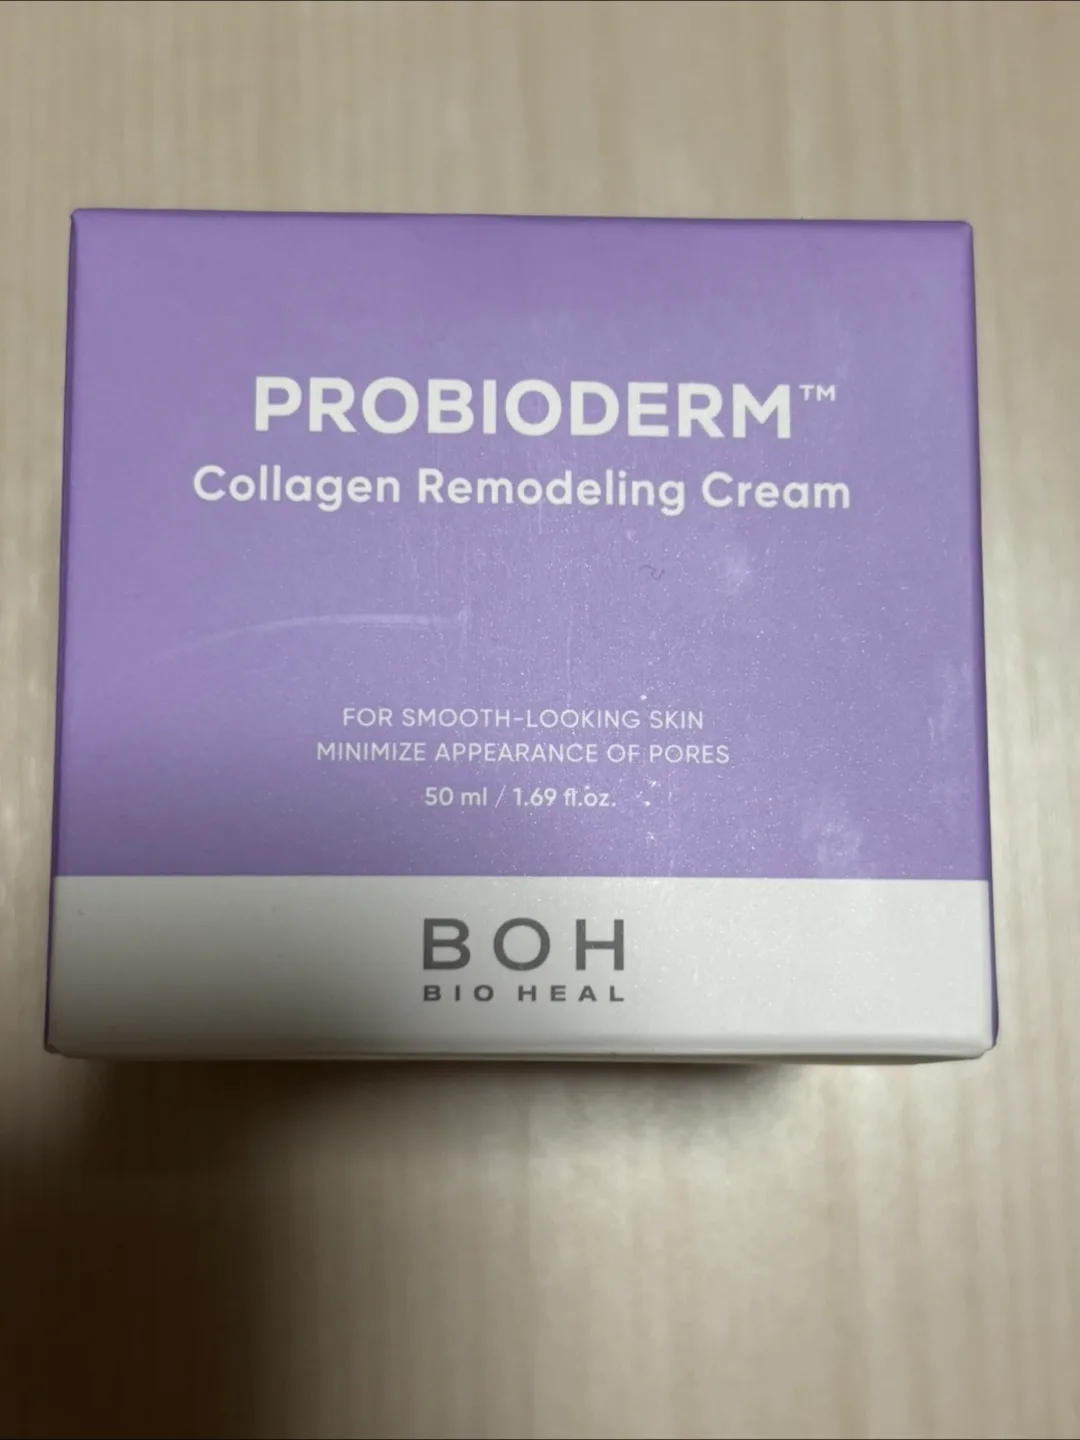 PROBIODERM™
Collagen Remodeling Cream
FOR SMOOTH-LOOKING SKIN
MINIMIZE APPEARANCE OF PORES
50 ml / 1.69 fl.oz.
BOH
BIO HEAL